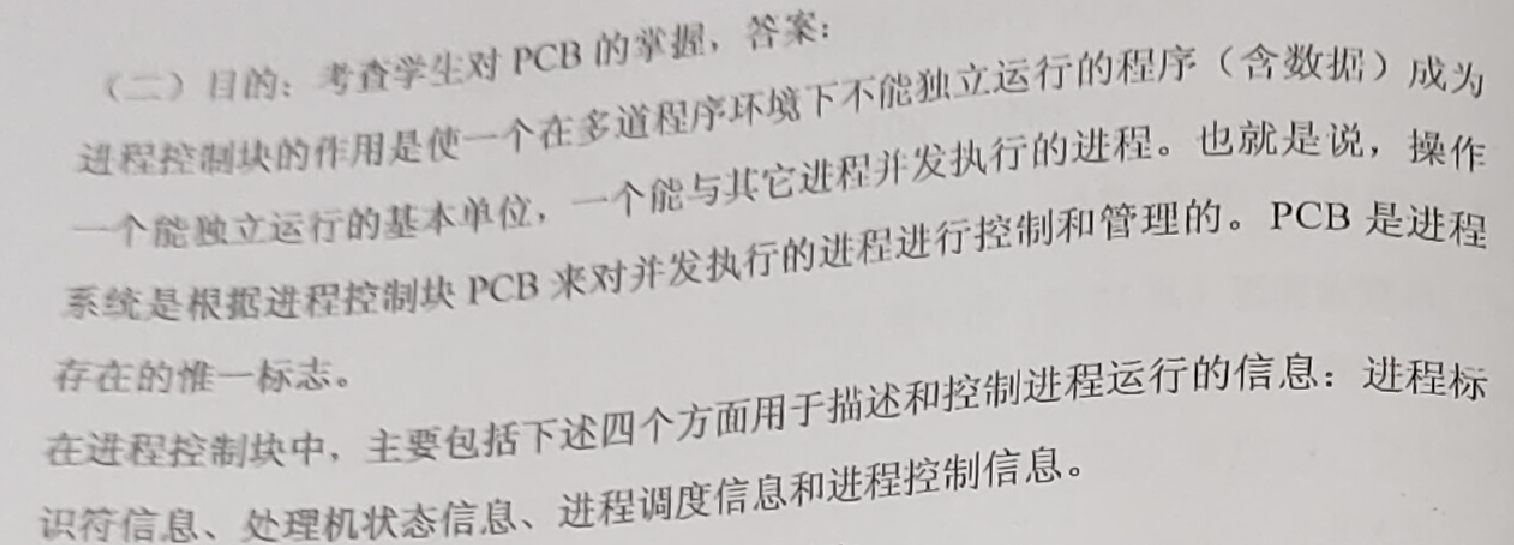 （二）目的：考查学生对 PCB 的掌握，答案：
进程控制块的作用是使一个在多道程序环境下不能独立运行的程序（含数据）成为
一个能独立运行的基本单位，一个能与其它进程并发执行的进程。也就是说，操作
系统是根据进程控制块 PCB 来对并发执行的进程进行控制和管理的。PCB 是进程
存在的惟一标志。
在进程控制块中，主要包括下述四个方面用于描述和控制进程运行的信息：进程标
识符信息、处理机状态信息、进程调度信息和进程控制信息。